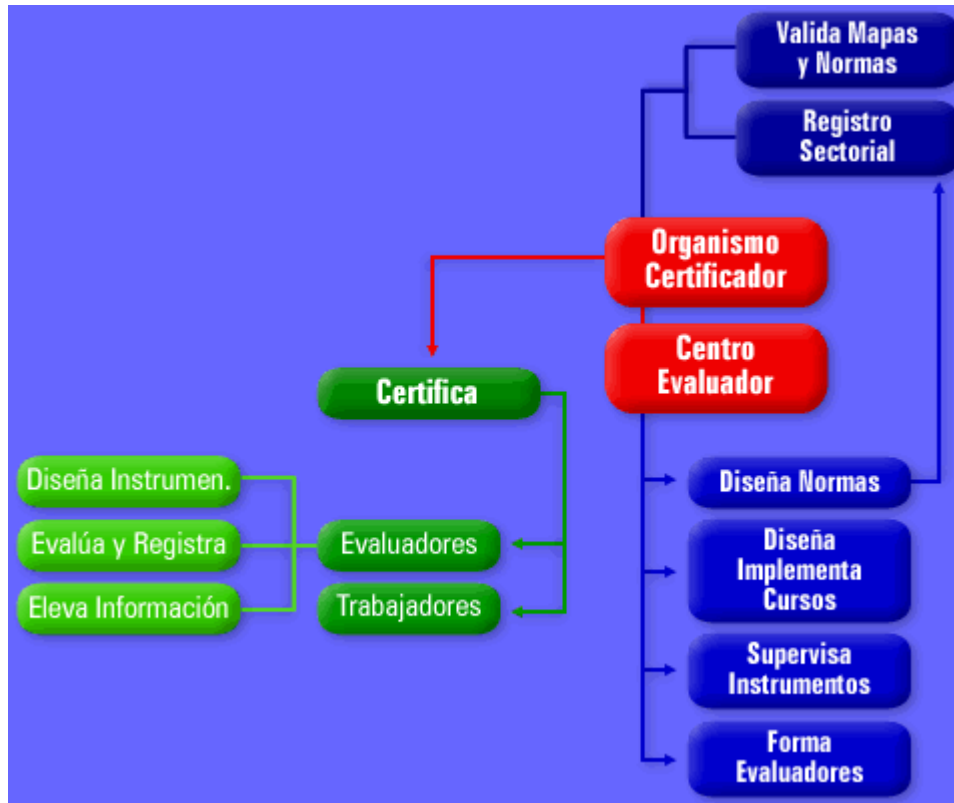 Valida Mapas
y Normas
Registro
Sectorial
Organismo
Certificador
Centro
Evaluador
Certifica
Diseña Instrumen.
Evalúa y Registra
Eleva Información
Evaluadores
Trabajadores
Diseña Normas
Diseña
Implementa
Cursos
Supervisa
Instrumentos
Forma
Evaluadores